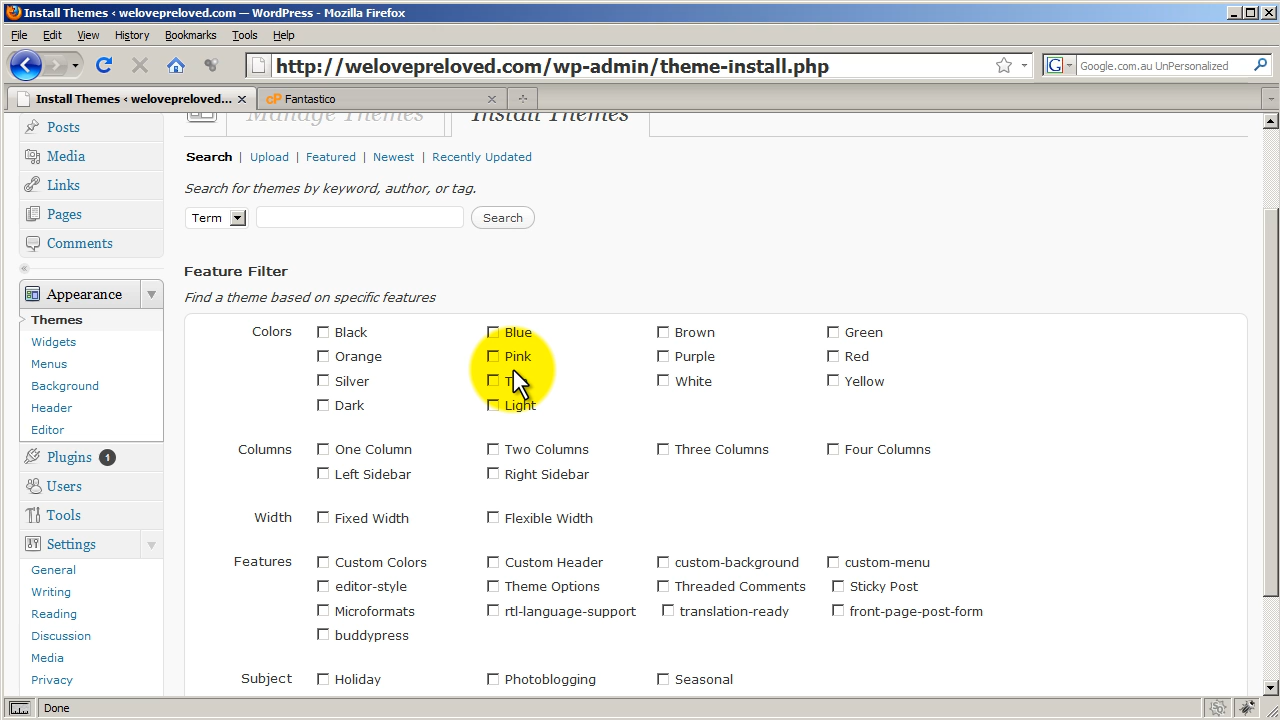 Install Themes ‹ welovepreloved.com — WordPress - Mozilla Firefox
File Edit View History Bookmarks Tools Help
http://welovepreloved.com/wp-admin/theme-install.php
Google.com.au UnPersonalized
Install Themes ‹ welovepreloved...
cP Fantastico
Manage Themes Install Themes
Posts
Media
Links
Pages
Comments
Appearance
Themes
Widgets
Menus
Background
Header
Editor
Plugins 1
Users
Tools
Settings
General
Writing
Reading
Discussion
Media
Privacy
Search | Upload | Featured | Newest | Recently Updated
Search for themes by keyword, author, or tag.
Term Search
Feature Filter
Find a theme based on specific features
Colors Black Blue Brown Green
Orange Pink Purple Red
Silver White Yellow
Dark Light
Columns One Column Two Columns Three Columns Four Columns
Left Sidebar Right Sidebar
Width Fixed Width Flexible Width
Features Custom Colors Custom Header custom-background custom-menu
editor-style Theme Options Threaded Comments Sticky Post
Microformats rtl-language-support translation-ready front-page-post-form
buddypress
Subject Holiday Photoblogging Seasonal
Done